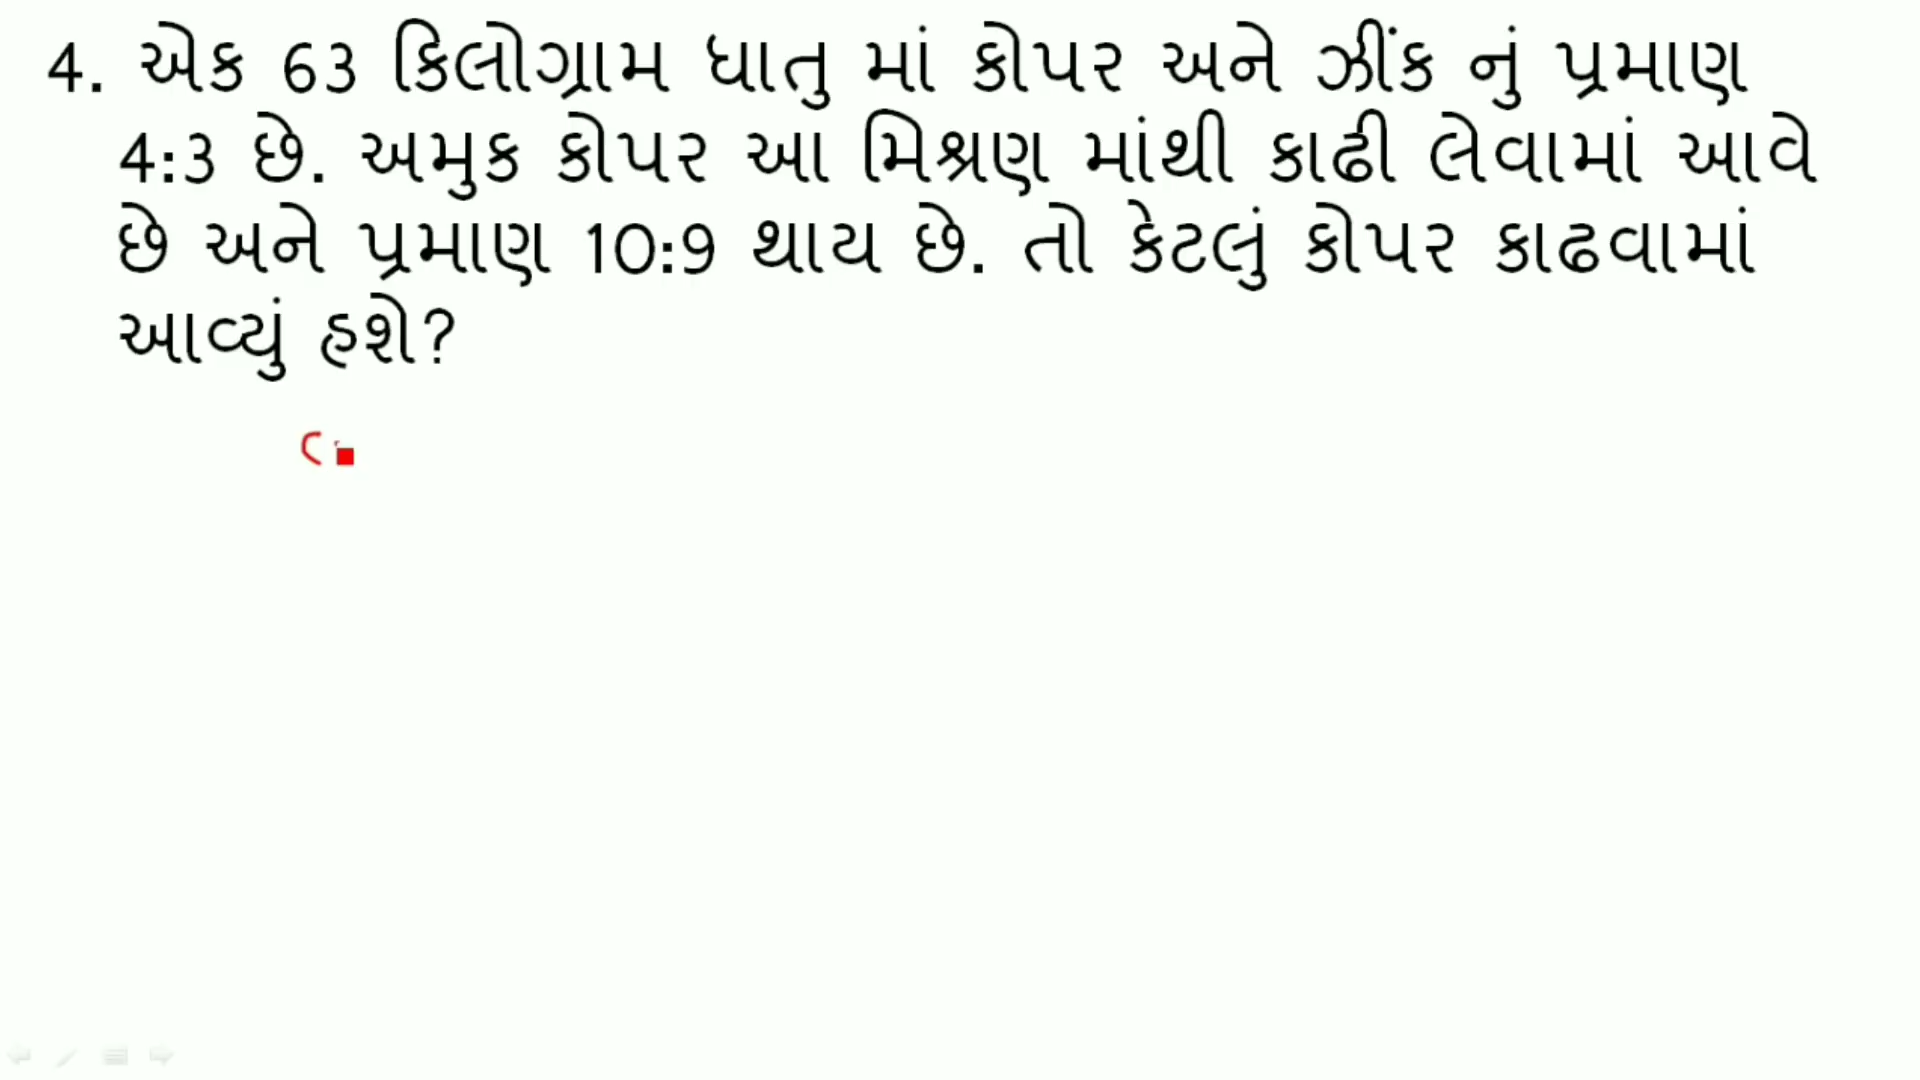 4. એક 63 કિલોગ્રામ ધાતુ માં કોપર અને ઝીંક નું પ્રમાણ
4:3 છે. અમુક કોપર આ મિશ્રણ માંથી કાઢી લેવામાં આવે
છે અને પ્રમાણ 10:9 થાય છે. તો કેટલું કોપર કાઢવામાં
આવ્યું હશે?